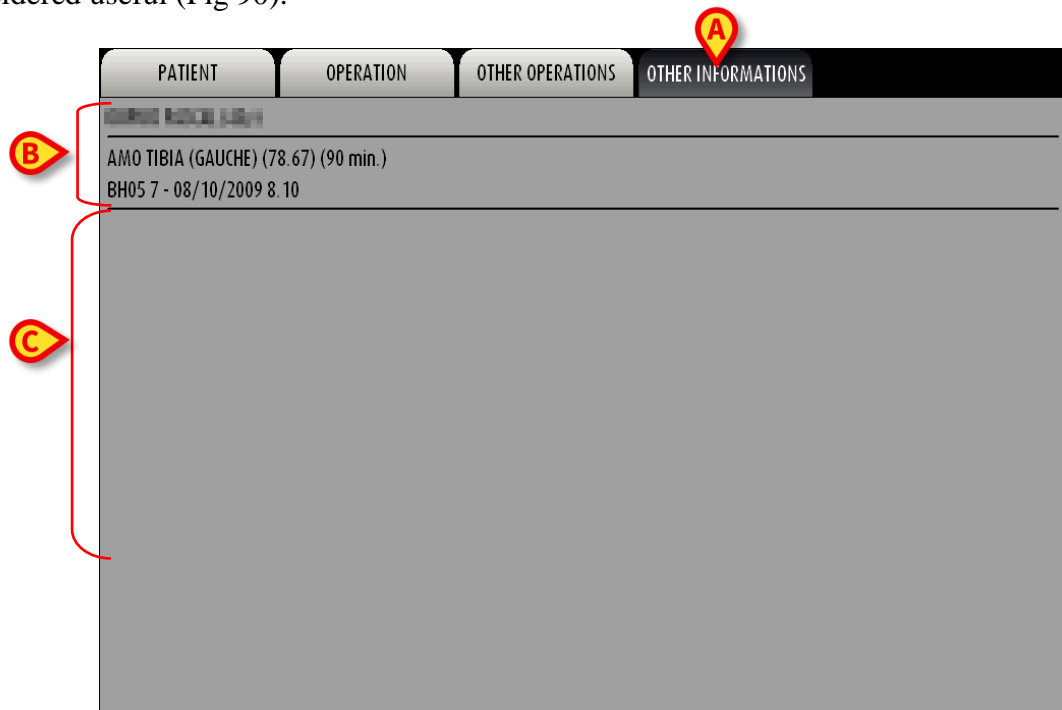 useful (Fig 90).
A
PATIENT OPERATION OTHER OPERATIONS OTHER INFORMATIONS
B
AMO TIBIA (GAUCHE) (78.67) (90 min.)
BH05 7 - 08/10/2009 8.10
C